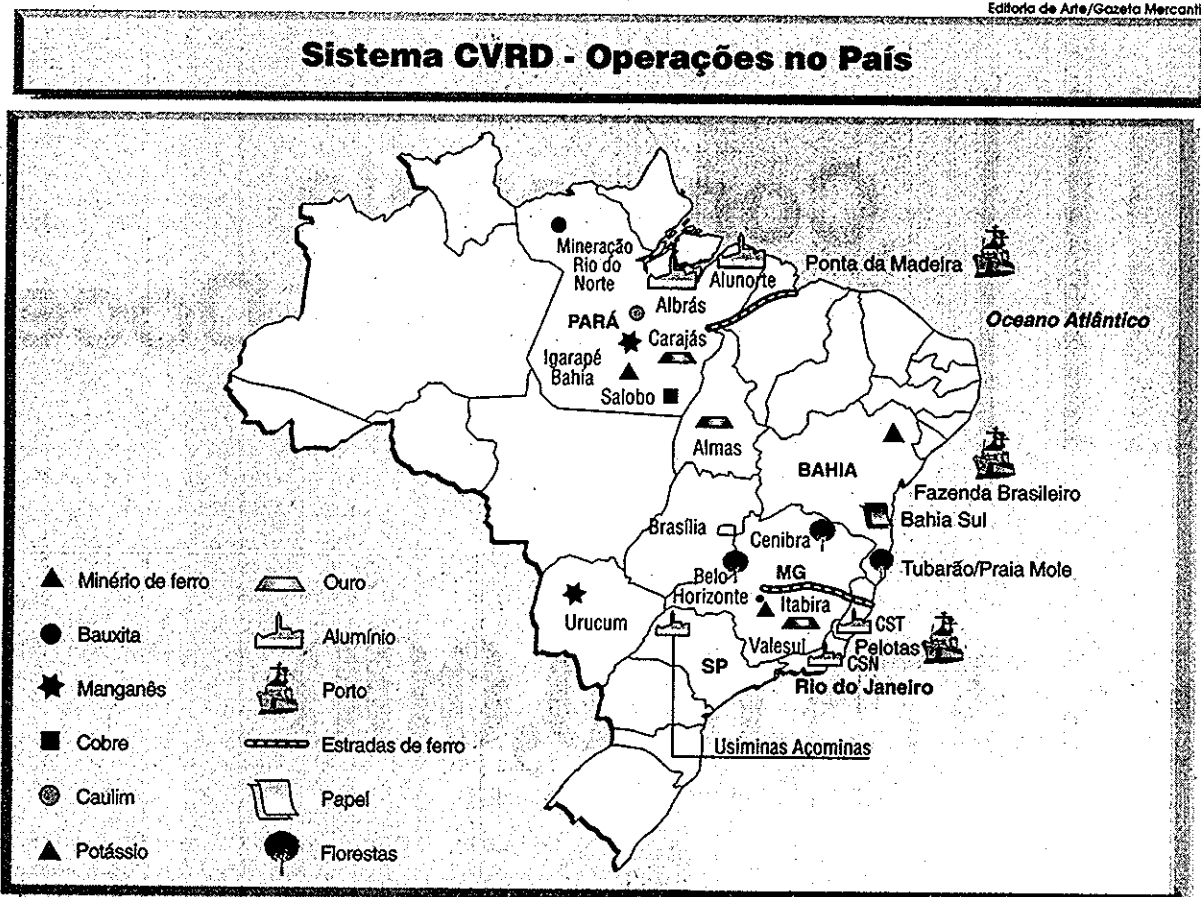 Editoria de Arte/Gazeta Mercanti
Sistema CVRD - Operações no País
Mineração
Rio do
Norte
Albrás
Alunorte
Ponta da Madeira
Oceano Atlântico
PARÁ
Carajás
Igarapé
Bahia
Salobo
Almas
BAHIA
Fazenda Brasileiro
Bahia Sul
Brasília
Cenibra
Tubarão/Praia Mole
Belo
Horizonte
MG
Itabira
Urucum
Valesul
CST
Pelotas
CSN
SP
Rio do Janeiro
Usiminas Açominas
Minério de ferro
Bauxita
Manganês
Cobre
Caulim
Potássio
Ouro
Alumínio
Porto
Estradas de ferro
Papel
Florestas